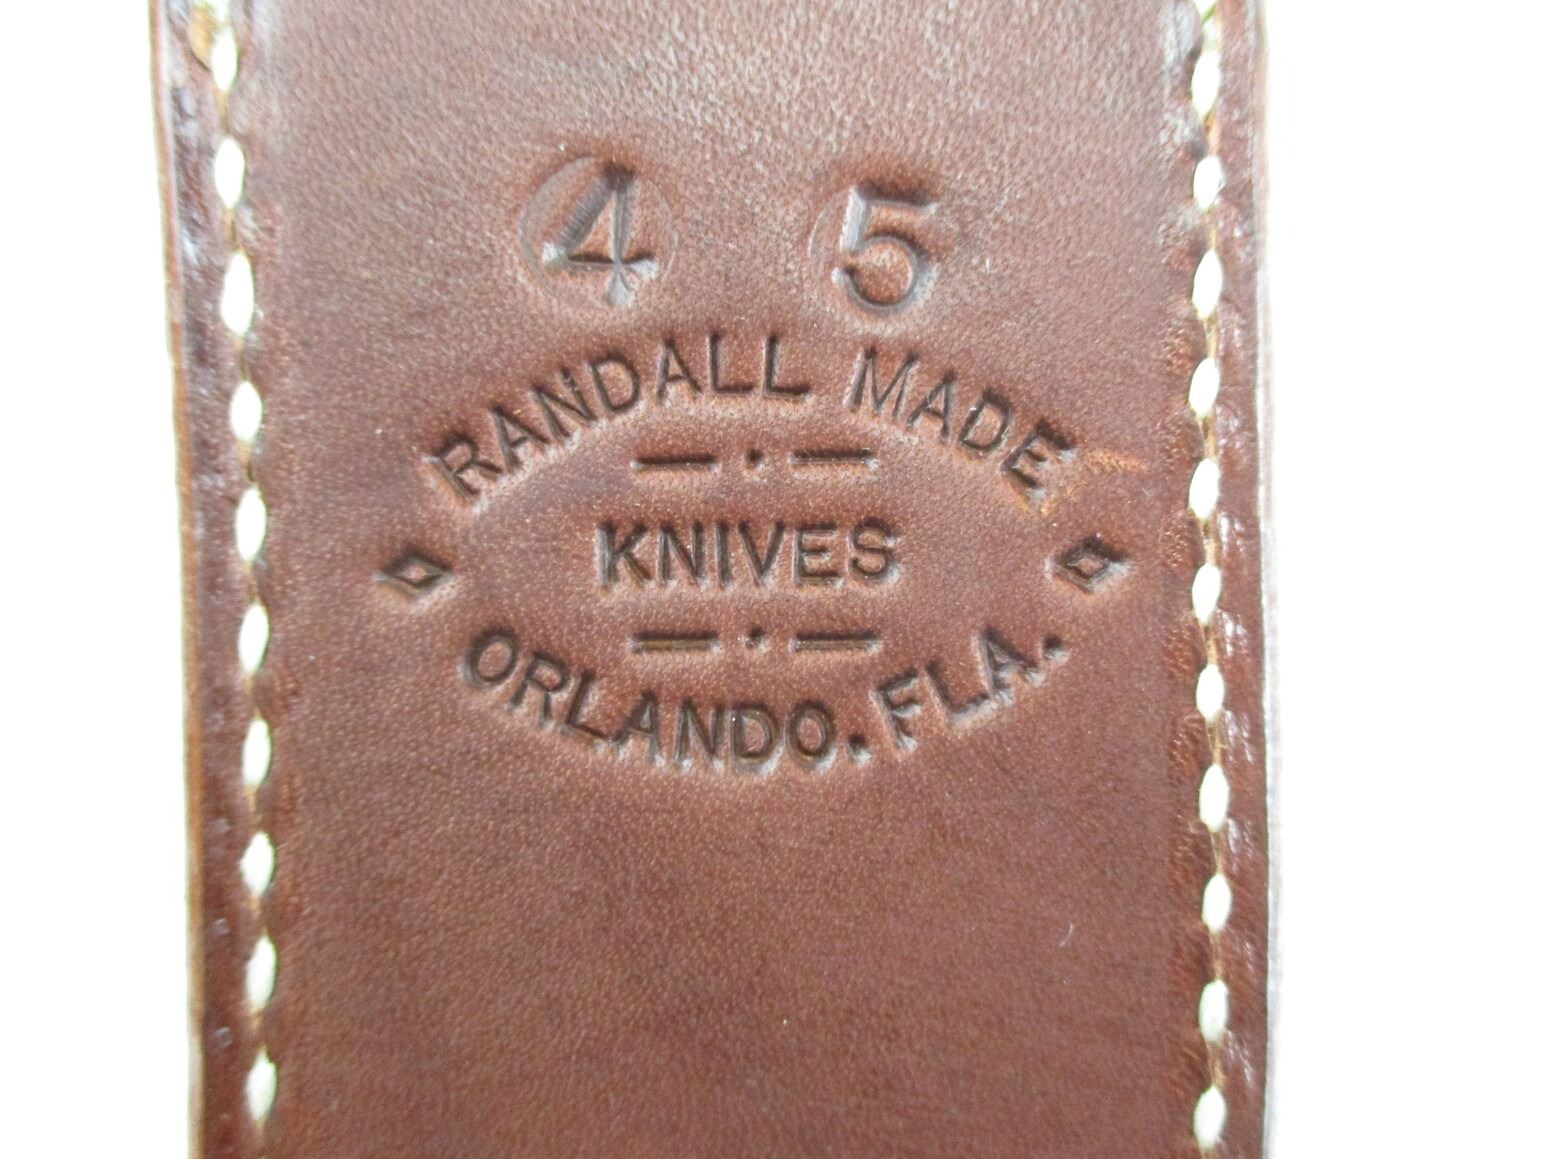 4 5
RANDALL MADE
KNIVES
ORLANDO. FLA.